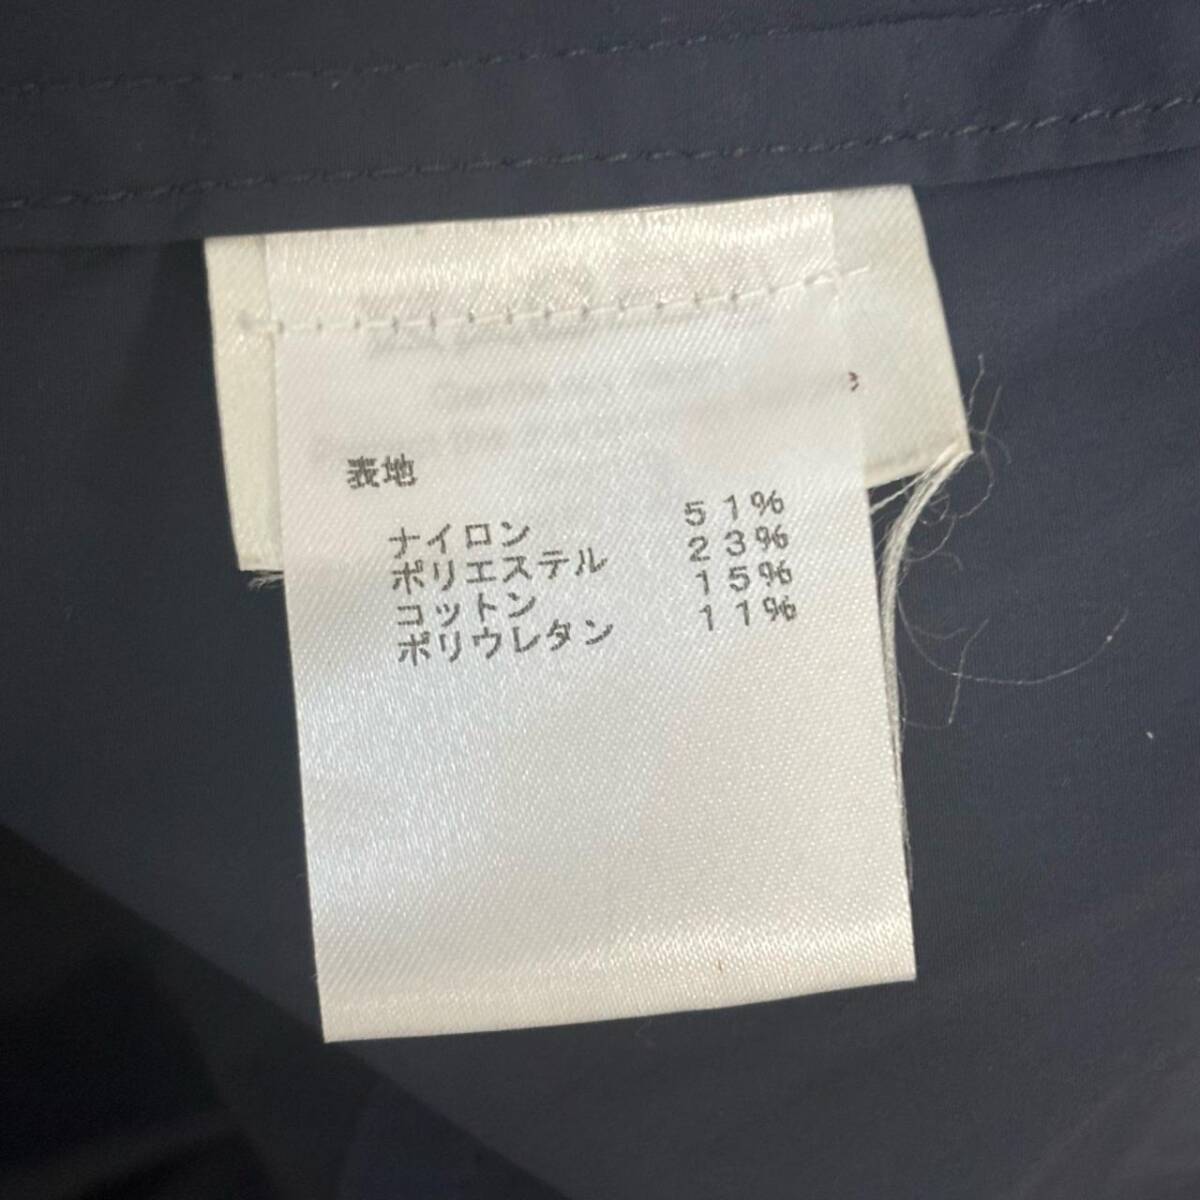 表地
ナイロン 51%
ポリエステル 23%
コットン 15%
ポリウレタン 11%